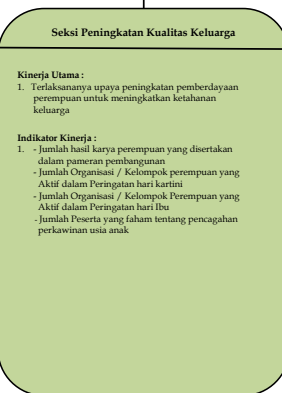 Seksi Peningkatan Kualitas Keluarga
Kinerja Utama :
1. Terlaksananya upaya peningkatan pemberdayaan
perempuan untuk meningkatkan ketahanan
keluarga
Indikator Kinerja :
1. - Jumlah hasil karya perempuan yang disertakan
dalam pameran pembangunan
- Jumlah Organisasi / Kelompok perempuan yang
Aktif dalam Peringatan hari kartini
- Jumlah Organisasi / Kelompok Perempuan yang
Aktif dalam Peringatan hari Ibu
- Jumlah Peserta yang faham tentang pencagahan
perkawinan usia anak